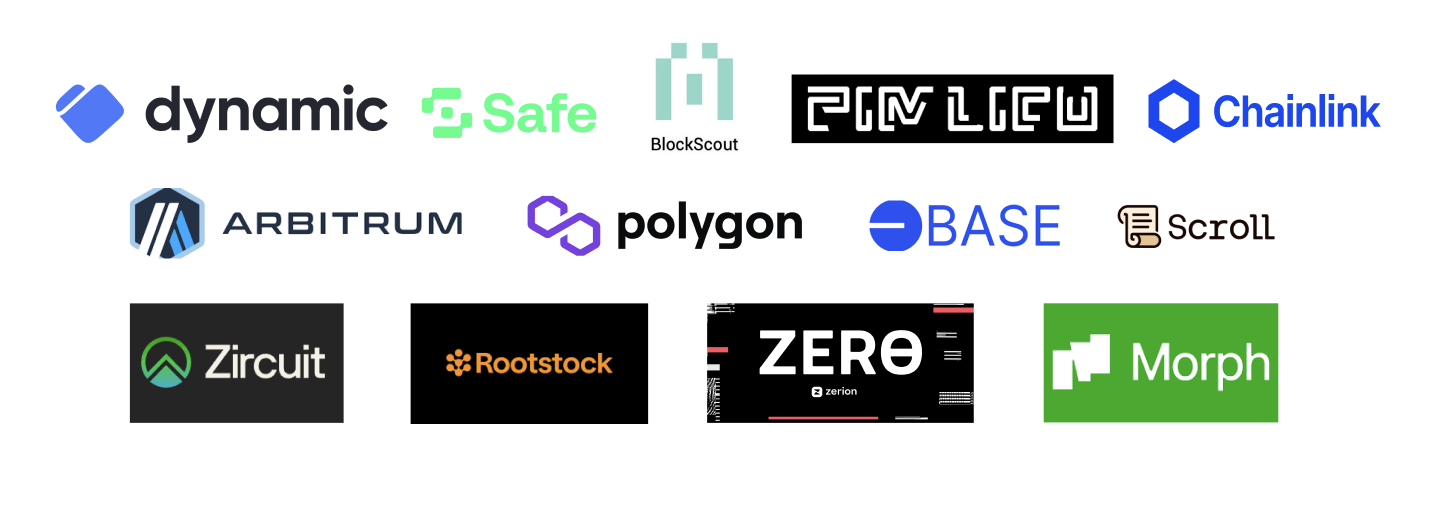 dynamic
Safe
BlockScout
PIMLICO
Chainlink
ARBITRUM
polygon
BASE
Scroll
Zircuit
Rootstock
ZERO
zerion
Morph